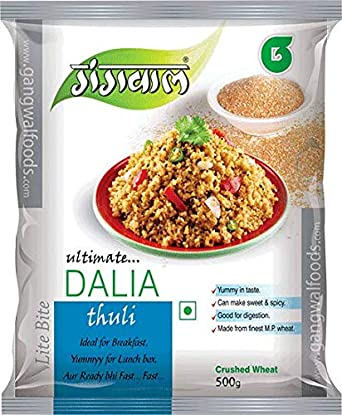 गंगवाल®
www.gangwalfoods.com
ultimate...
DALIA
thuli
Lite Bite
Ideal for Breakfast,
Yummyy for Lunch box,
Aur Ready bhi Fast... Fast...
Yummy in taste.
Can make sweet & spicy.
Good for digestion.
Made from finest M.P. wheat.
Crushed Wheat
500g
www.gangwalfoods.com